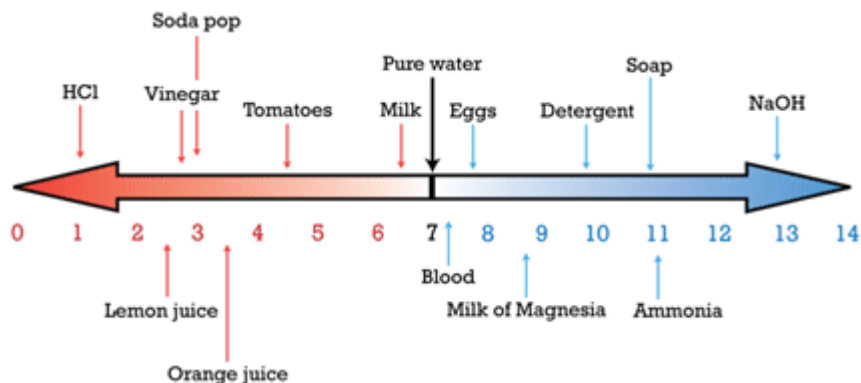 Soda pop
Pure water
Soap
HCl
Vinegar
Tomatoes
Milk
Eggs
Detergent
NaOH
0 1 2 3 4 5 6 7 8 9 10 11 12 13 14
Blood
Lemon juice
Milk of Magnesia
Ammonia
Orange juice